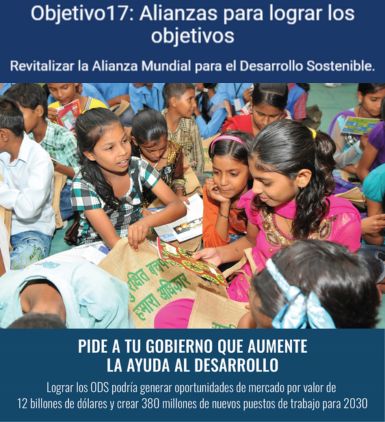 Objetivo17: Alianzas para lograr los
objetivos
Revitalizar la Alianza Mundial para el Desarrollo Sostenible.
PIDE A TU GOBIERNO QUE AUMENTE
LA AYUDA AL DESARROLLO
Lograr los ODS podría generar oportunidades de mercado por valor de
12 billones de dólares y crear 380 millones de nuevos puestos de trabajo para 2030